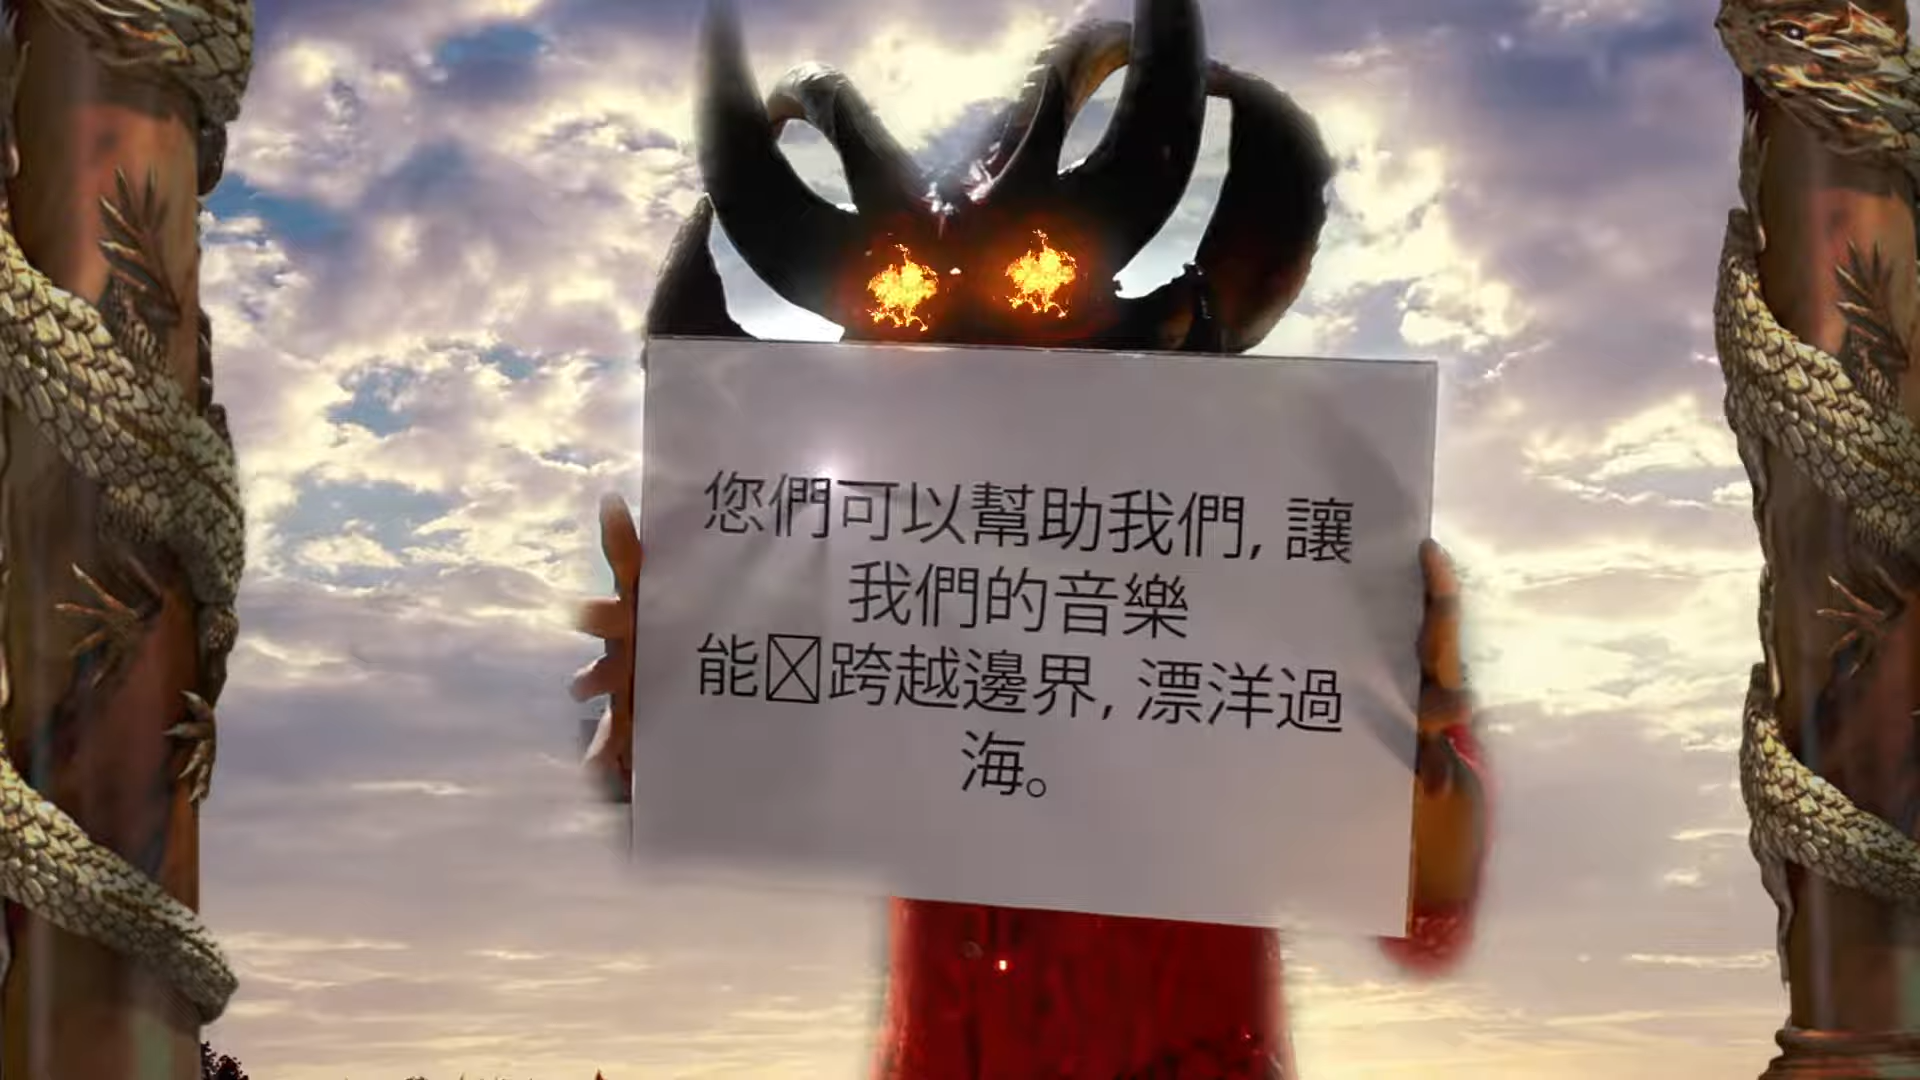 您們可以幫助我們, 讓
我們的音樂
能☒跨越邊界, 漂洋過
海。